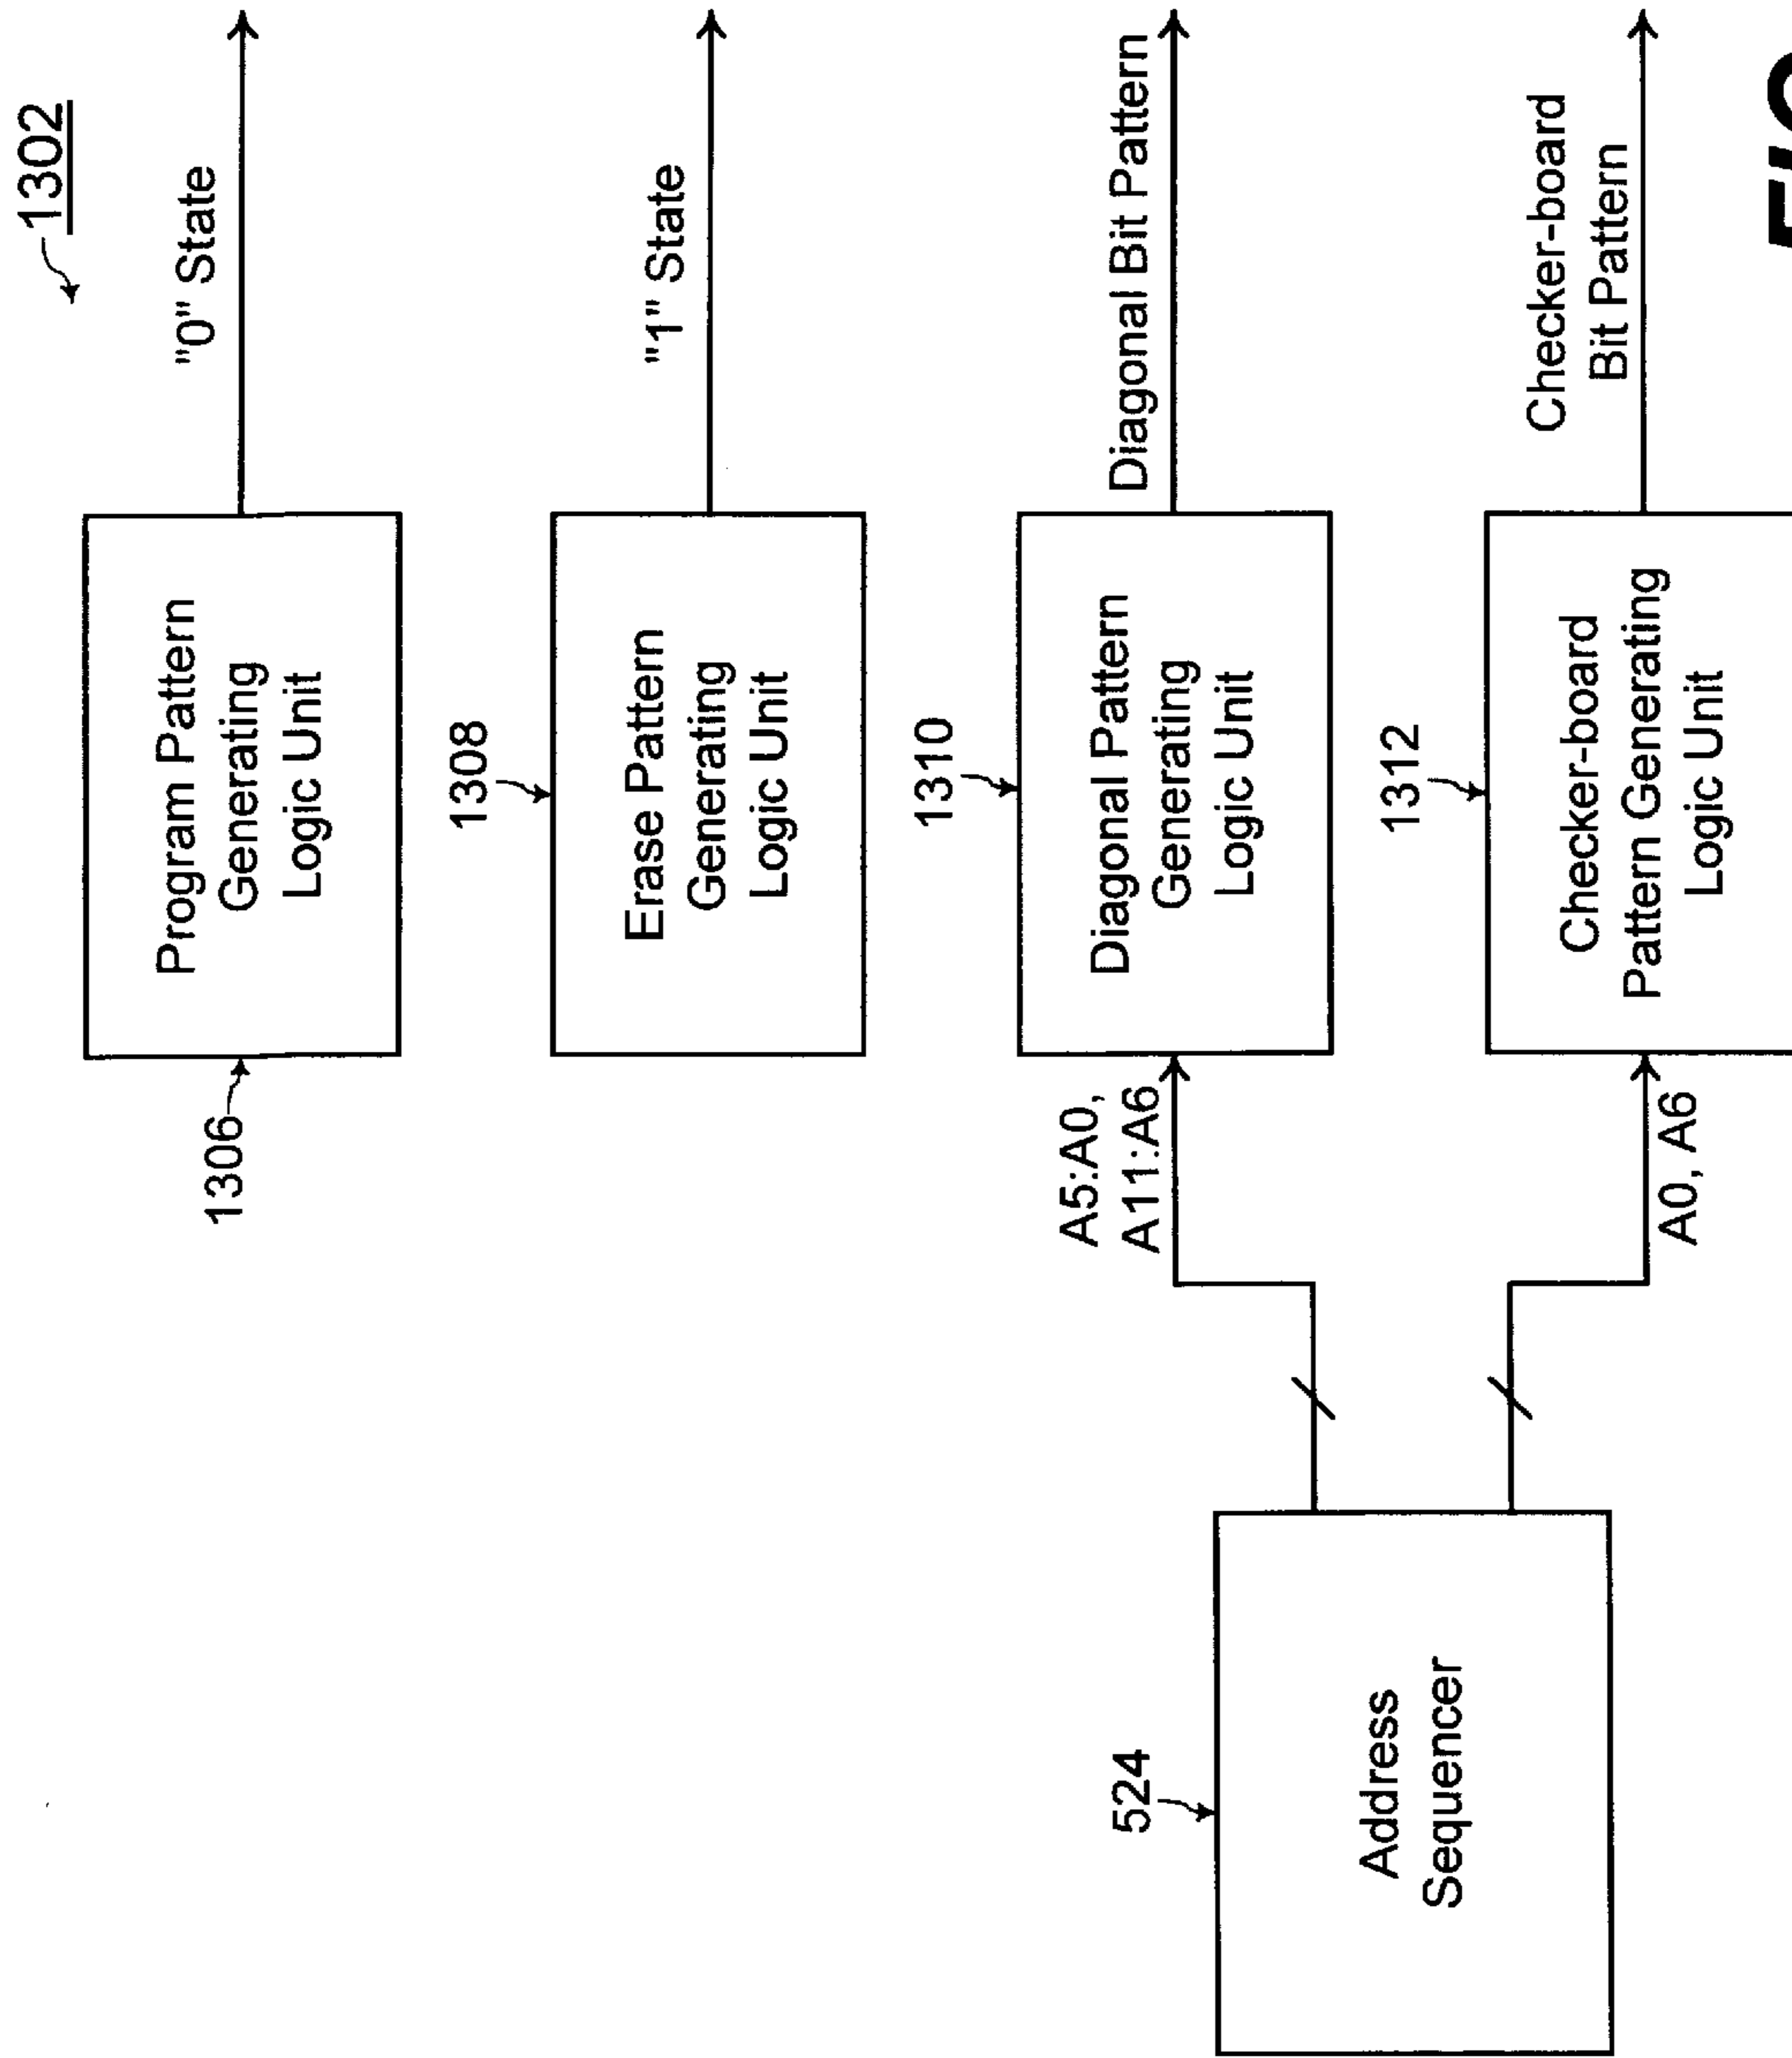 1302
Program Pattern
Generating
Logic Unit
1306
"0" State
1308
Erase Pattern
Generating
Logic Unit
"1" State
524
Address
Sequencer
A5:A0,
A11:A6
1310
Diagonal Pattern
Generating
Logic Unit
Diagonal Bit Pattern
A0, A6
1312
Checker-board
Pattern Generating
Logic Unit
Checker-board
Bit Pattern